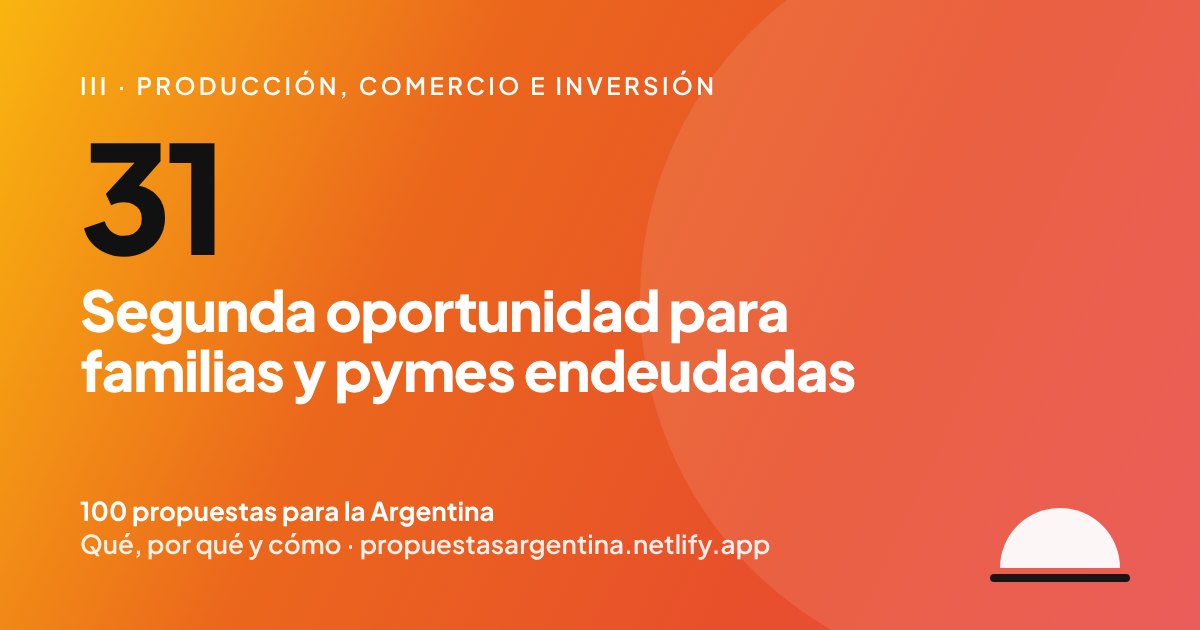 III · PRODUCCIÓN, COMERCIO E INVERSIÓN
31
Segunda oportunidad para
familias y pymes endeudadas
100 propuestas para la Argentina
Qué, por qué y cómo · propuestasargentina.netlify.app